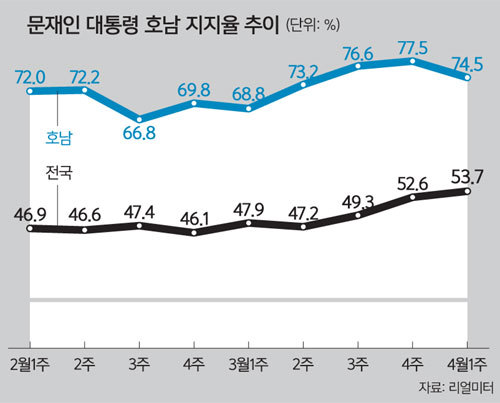 문재인 대통령 호남 지지율 추이 (단위: %)
72.0 72.2 66.8 69.8 68.8 73.2 76.6 77.5 74.5
호남
전국
46.9 46.6 47.4 46.1 47.9 47.2 49.3 52.6 53.7
2월1주 2주 3주 4주 3월1주 2주 3주 4주 4월1주
자료: 리얼미터